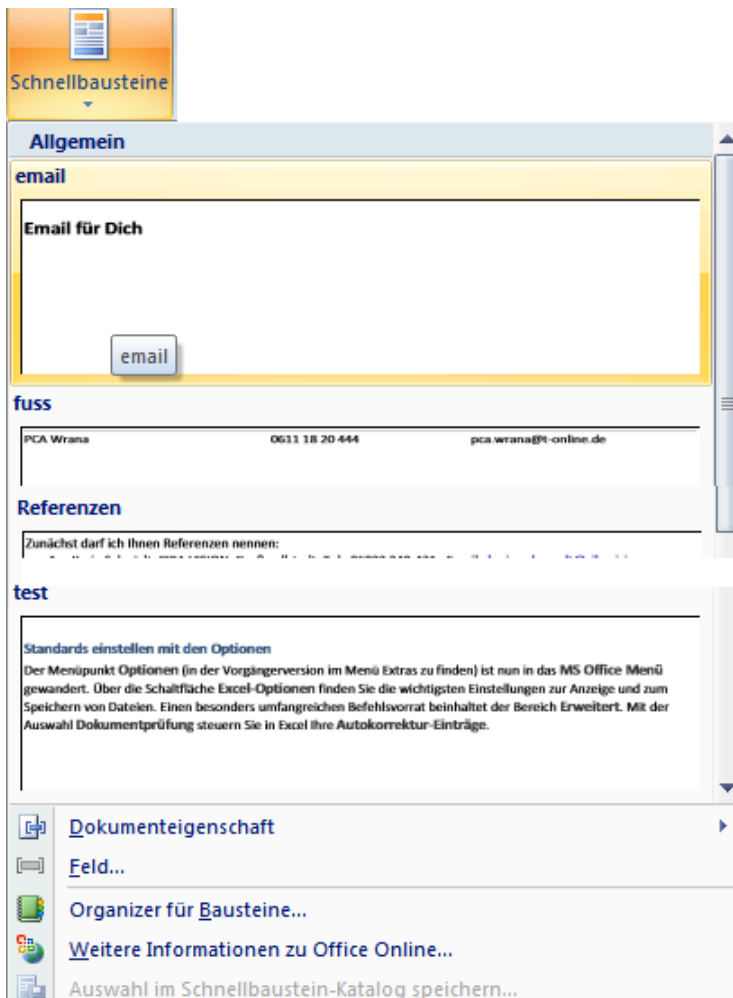 Schnellbausteine
Allgemein
email
Email für Dich
email
fuss
PCA Wrana 0611 18 20 444 pca.wrana@t-online.de
Referenzen
Zunächst darf ich Ihnen Referenzen nennen:
test
Standards einstellen mit den Optionen
Der Menüpunkt Optionen (in der Vorgängerversion im Menü Extras zu finden) ist nun in das MS Office Menü
gewandert. Über die Schaltfläche Excel-Optionen finden Sie die wichtigsten Einstellungen zur Anzeige und zum
Speichern von Dateien. Einen besonders umfangreichen Befehlsvorrat beinhaltet der Bereich Erweitert. Mit der
Auswahl Dokumentprüfung steuern Sie in Excel Ihre Autokorrektur-Einträge.
Dokumenteigenschaft
Feld...
Organizer für Bausteine...
Weitere Informationen zu Office Online...
Auswahl im Schnellbaustein-Katalog speichern...